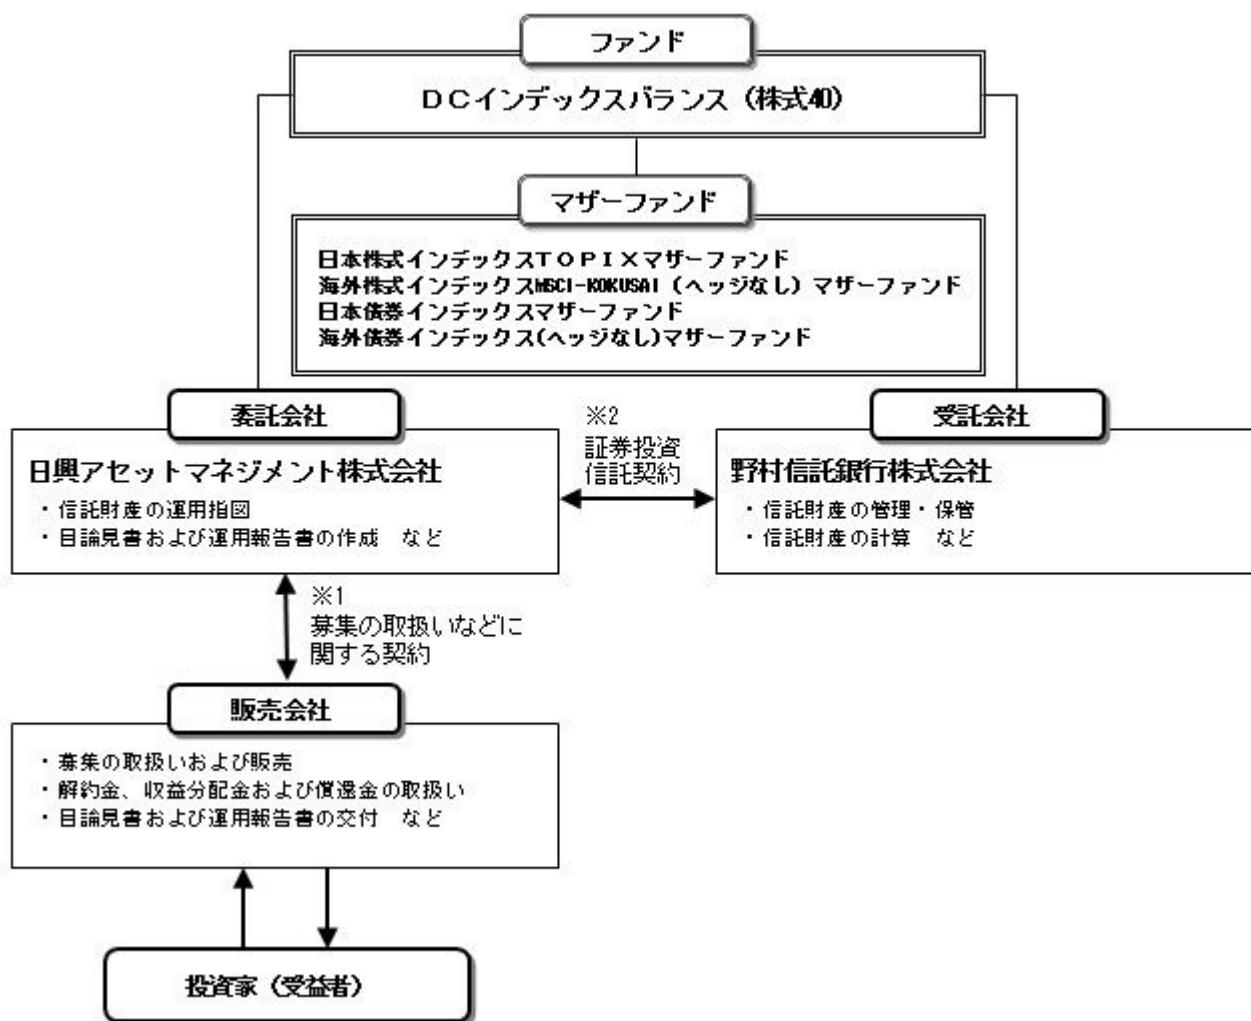 ファンド
DCインデックスバランス（株式40）
マザーファンド
日本株式インデックスTOPIXマザーファンド
海外株式インデックスMSCI-KOKUSAI（ヘッジなし）マザーファンド
日本債券インデックスマザーファンド
海外債券インデックス(ヘッジなし)マザーファンド
委託会社
日興アセットマネジメント株式会社
・信託財産の運用指図
・目論見書および運用報告書の作成　など
※2
証券投資
信託契約
受託会社
野村信託銀行株式会社
・信託財産の管理・保管
・信託財産の計算　など
※1
募集の取扱いなどに
関する契約
販売会社
・募集の取扱いおよび販売
・解約金、収益分配金および償還金の取扱い
・目論見書および運用報告書の交付　など
投資家（受益者）